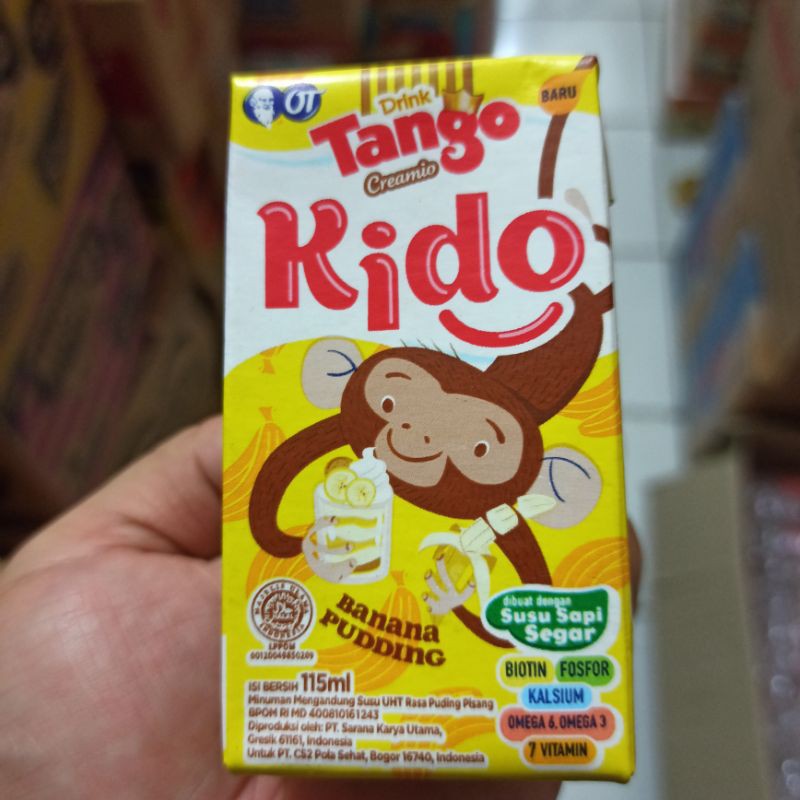 OT
BARU
Drink
Tango
Creamio
Kido
Banana
PUDDING
dibuat dengan
Susu Sapi
Segar
BIOTIN FOSFOR
KALSIUM
OMEGA 6, OMEGA 3
7 VITAMIN
LPPOM
00120049850209
ISI BERSIH 115ml
Minuman Mengandung Susu UHT Rasa Puding Pisang
BPOM RI MD 400810161243
Diproduksi oleh: PT. Sarana Karya Utama,
Gresik 61161, Indonesia
Untuk PT. CS2 Pola Sehat, Bogor 16740, Indonesia